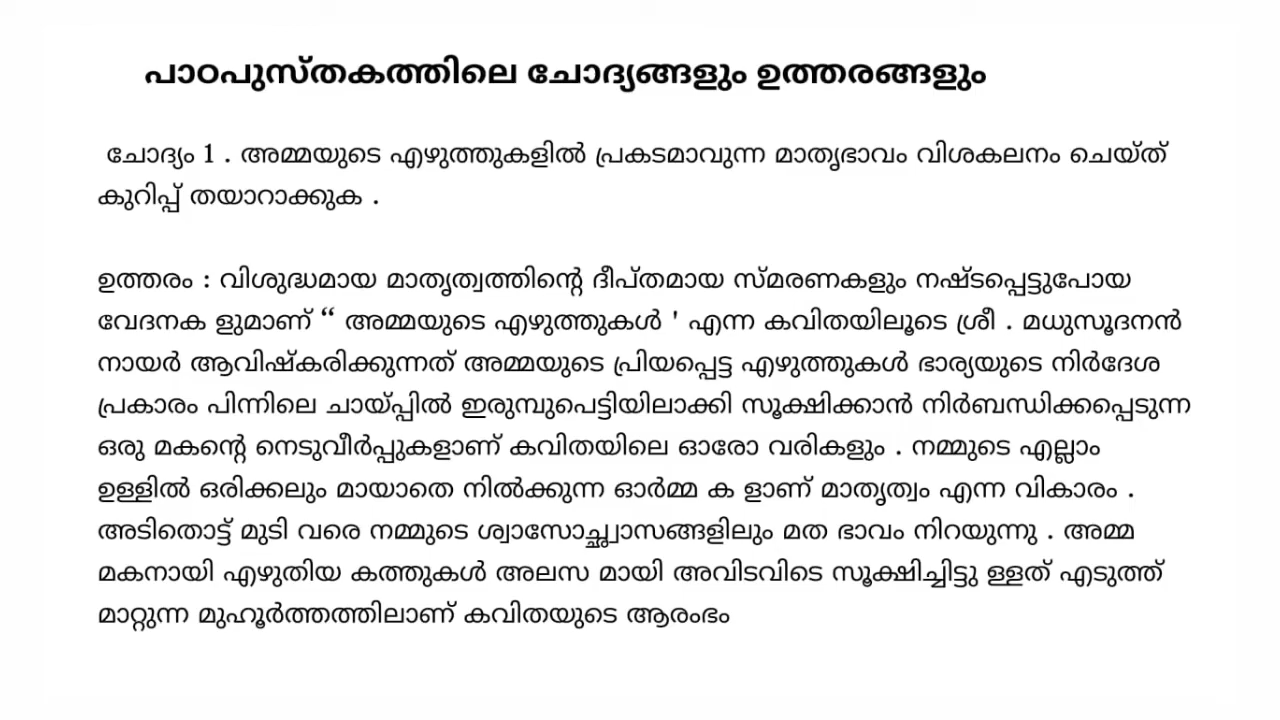 പാഠപുസ്തകത്തിലെ ചോദ്യങ്ങളും ഉത്തരങ്ങളും
ചോദ്യം 1 . അമ്മയുടെ എഴുത്തുകളിൽ പ്രകടമാവുന്ന മാതൃഭാവം വിശകലനം ചെയ്ത്
കുറിപ്പ് തയാറാക്കുക .
ഉത്തരം : വിശുദ്ധമായ മാതൃത്വത്തിന്റെ ദീപ്തമായ സ്മരണകളും നഷ്ടപ്പെട്ടുപോയ
വേദനക ളുമാണ് “ അമ്മയുടെ എഴുത്തുകൾ ' എന്ന കവിതയിലൂടെ ശ്രീ . മധുസൂദനൻ
നായർ ആവിഷ്കരിക്കുന്നത് അമ്മയുടെ പ്രിയപ്പെട്ട എഴുത്തുകൾ ഭാര്യയുടെ നിർദേശ
പ്രകാരം പിന്നിലെ ചായ്പ്പിൽ ഇരുമ്പുപെട്ടിയിലാക്കി സൂക്ഷിക്കാൻ നിർബന്ധിക്കപ്പെടുന്ന
ഒരു മകന്റെ നെടുവീർപ്പുകളാണ് കവിതയിലെ ഓരോ വരികളും . നമ്മുടെ എല്ലാം
ഉള്ളിൽ ഒരിക്കലും മായാതെ നിൽക്കുന്ന ഓർമ്മ ക ളാണ് മാതൃത്വം എന്ന വികാരം .
അടിതൊട്ട് മുടി വരെ നമ്മുടെ ശ്വാസോച്ഛ്വാസങ്ങളിലും മത ഭാവം നിറയുന്നു . അമ്മ
മകനായി എഴുതിയ കത്തുകൾ അലസ മായി അവിടവിടെ സൂക്ഷിച്ചിട്ടു ള്ളത് എടുത്ത്
മാറ്റുന്ന മുഹൂർത്തത്തിലാണ് കവിതയുടെ ആരംഭം